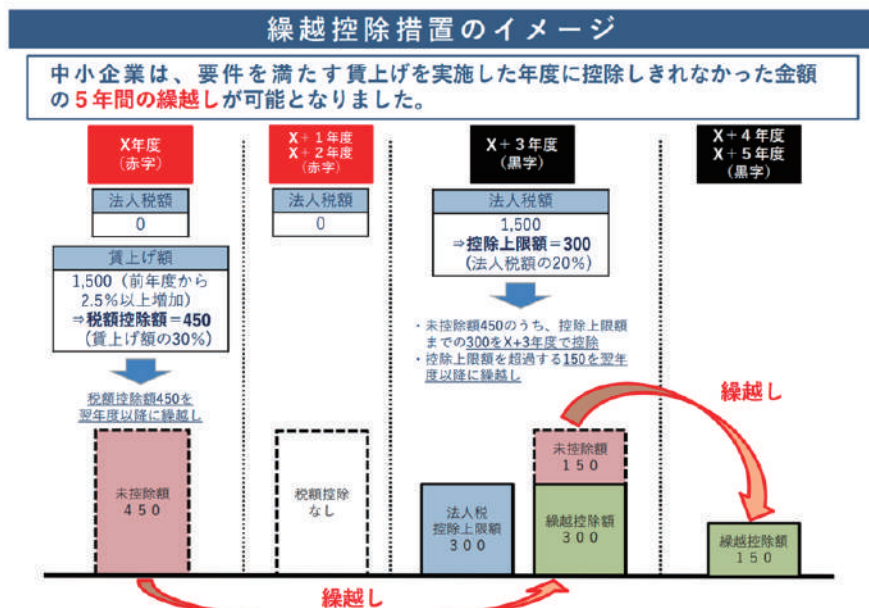 繰越控除措置のイメージ
中小企業は、要件を満たす賃上げを実施した年度に控除しきれなかった金額
の5年間の繰越しが可能となりました。
X年度
(赤字)
法人税額
0
賃上げ額
1,500(前年度から
2.5%以上増加)
⇒税額控除額=450
(賃上げ額の30%)
税額控除額450を
翌年度以降に繰越し
未控除額
450
X+1年度
X+2年度
(赤字)
法人税額
0
税額控除
なし
X+3年度
(黒字)
法人税額
1,500
⇒控除上限額=300
(法人税額の20%)
・未控除額450のうち、控除上限額
までの300をX+3年度で控除
・控除上限額を超過する150を翌年
度以降に繰越し
法人税
控除上限額
300
未控除額
150
繰越控除額
300
X+4年度
X+5年度
(黒字)
繰越し
繰越控除額
150
繰越し